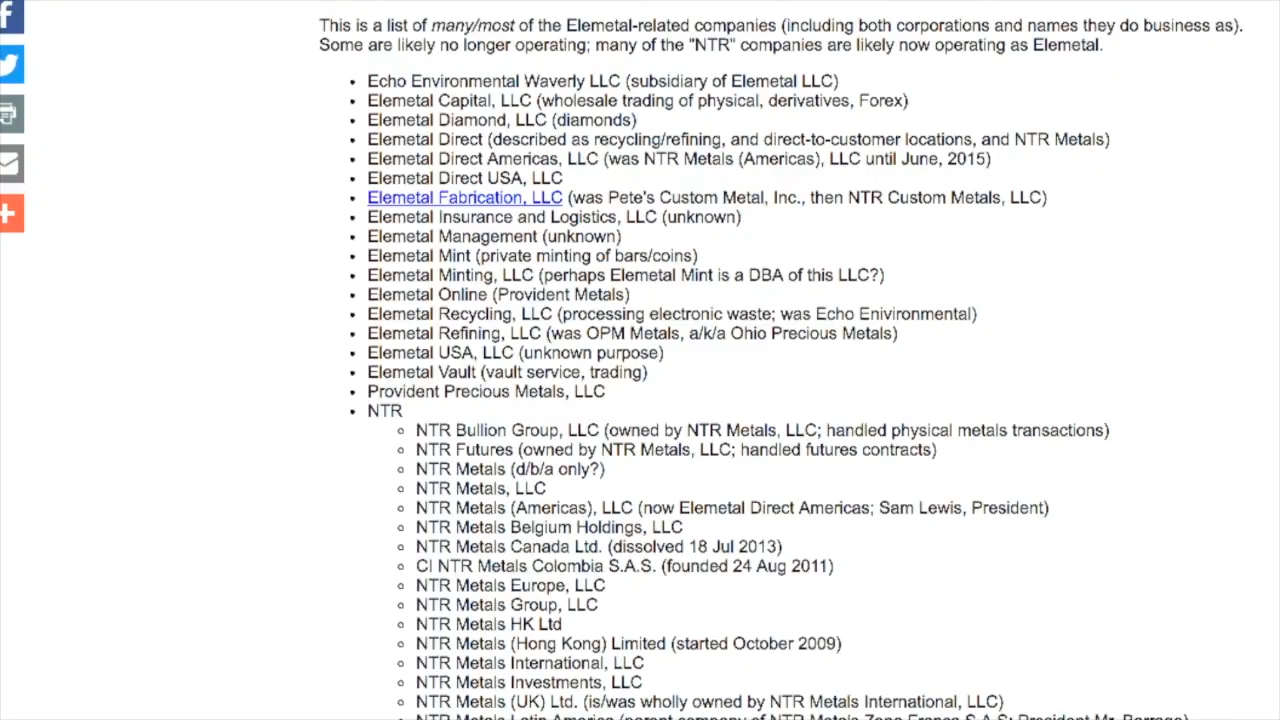 This is a list of many/most of the Elemetal-related companies (including both corporations and names they do business as).
Some are likely no longer operating; many of the "NTR" companies are likely now operating as Elemetal.
• Echo Environmental Waverly LLC (subsidiary of Elemetal LLC)
• Elemetal Capital, LLC (wholesale trading of physical, derivatives, Forex)
• Elemetal Diamond, LLC (diamonds)
• Elemetal Direct (described as recycling/refining, and direct-to-customer locations, and NTR Metals)
• Elemetal Direct Americas, LLC (was NTR Metals (Americas), LLC until June, 2015)
• Elemetal Direct USA, LLC
• Elemetal Fabrication, LLC (was Pete's Custom Metal, Inc., then NTR Custom Metals, LLC)
• Elemetal Insurance and Logistics, LLC (unknown)
• Elemetal Management (unknown)
• Elemetal Mint (private minting of bars/coins)
• Elemetal Minting, LLC (perhaps Elemetal Mint is a DBA of this LLC?)
• Elemetal Online (Provident Metals)
• Elemetal Recycling, LLC (processing electronic waste; was Echo Enivironmental)
• Elemetal Refining, LLC (was OPM Metals, a/k/a Ohio Precious Metals)
• Elemetal USA, LLC (unknown purpose)
• Elemetal Vault (vault service, trading)
• Provident Precious Metals, LLC
• NTR
◦ NTR Bullion Group, LLC (owned by NTR Metals, LLC; handled physical metals transactions)
◦ NTR Futures (owned by NTR Metals, LLC; handled futures contracts)
◦ NTR Metals (d/b/a only?)
◦ NTR Metals, LLC
◦ NTR Metals (Americas), LLC (now Elemetal Direct Americas; Sam Lewis, President)
◦ NTR Metals Belgium Holdings, LLC
◦ NTR Metals Canada Ltd. (dissolved 18 Jul 2013)
◦ CI NTR Metals Colombia S.A.S. (founded 24 Aug 2011)
◦ NTR Metals Europe, LLC
◦ NTR Metals Group, LLC
◦ NTR Metals HK Ltd
◦ NTR Metals (Hong Kong) Limited (started October 2009)
◦ NTR Metals International, LLC
◦ NTR Metals Investments, LLC
◦ NTR Metals (UK) Ltd. (is/was wholly owned by NTR Metals International, LLC)
◦ NTR Metals Latin America (parent company of NTR Metals Zona Franca S.A.S; President Mr. Barrage)